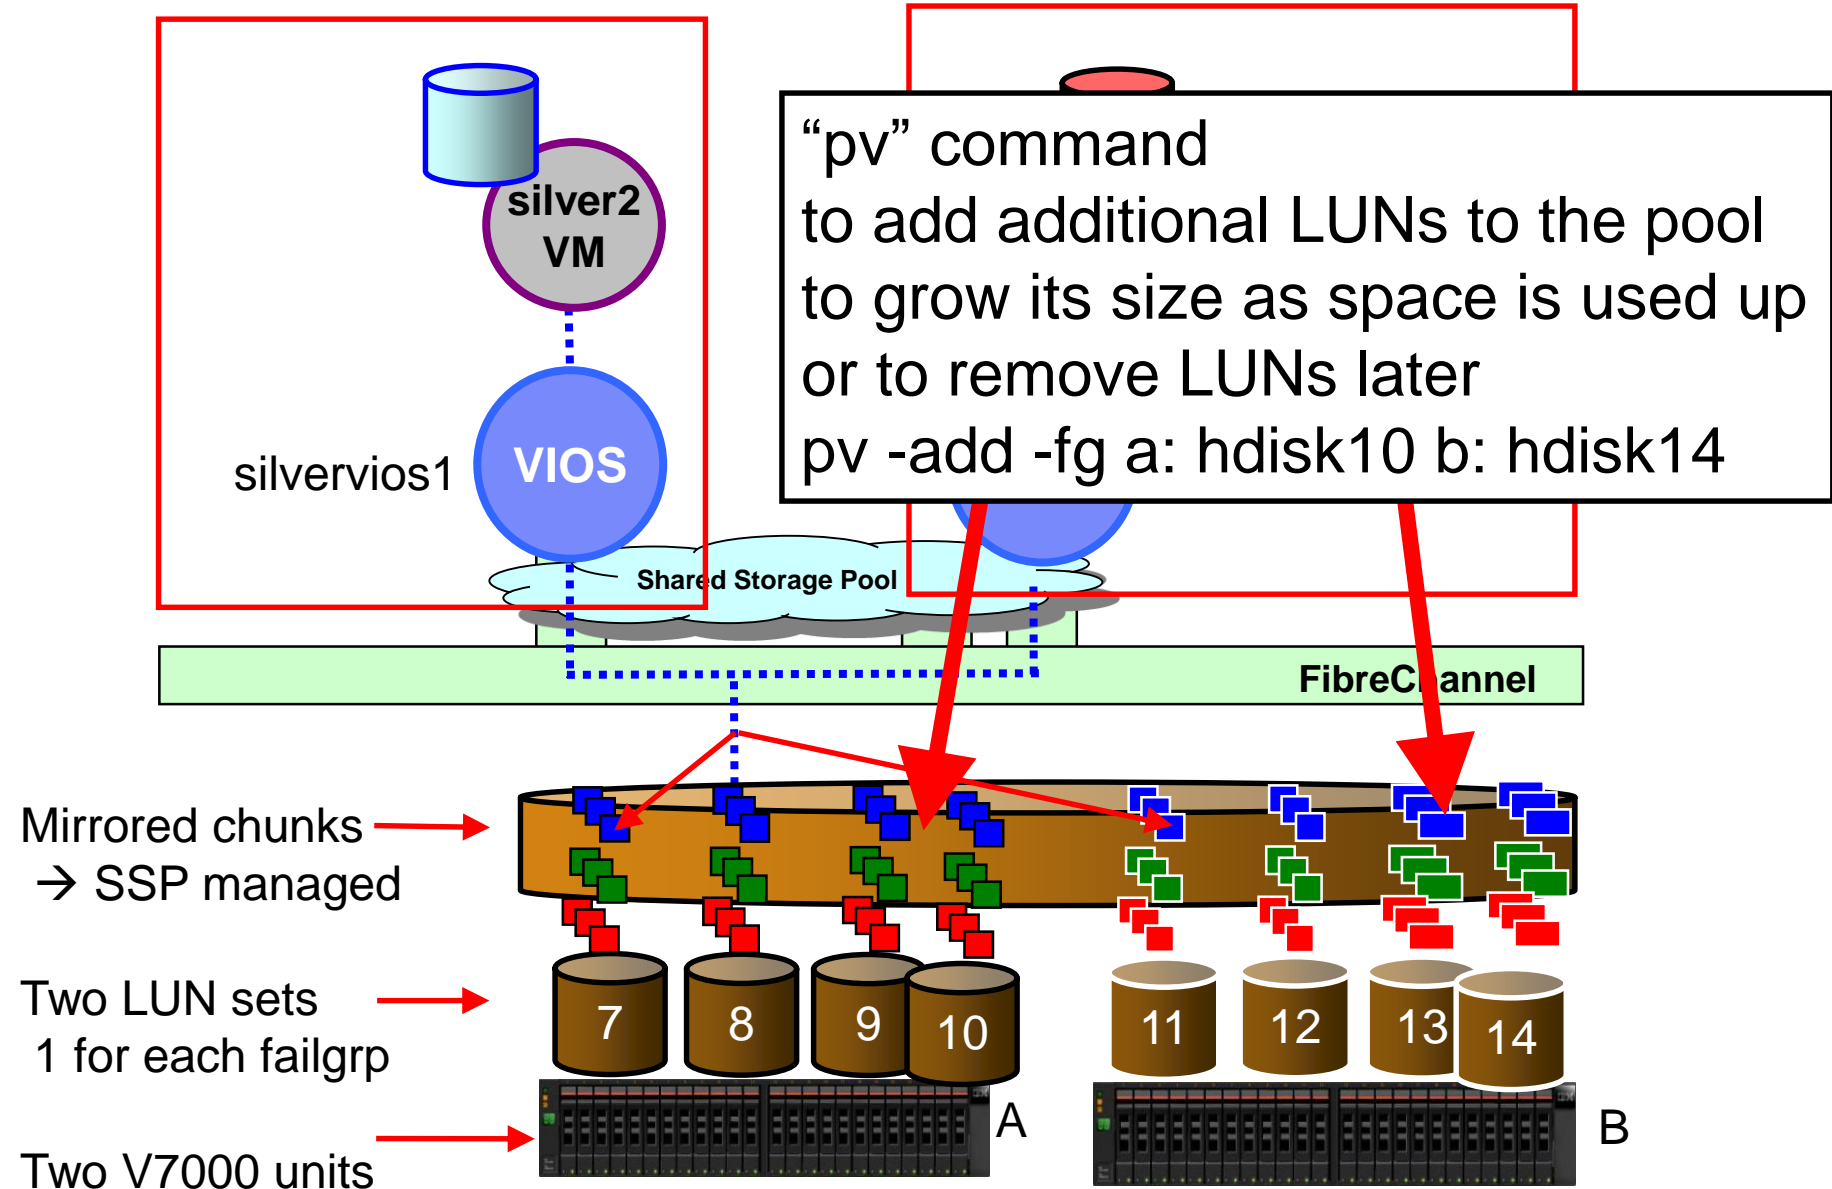 “pv” command
to add additional LUNs to the pool
to grow its size as space is used up
or to remove LUNs later
pv -add -fg a: hdisk10 b: hdisk14
silver2
VM
silvervios1
VIOS
Shared Storage Pool
FibreChannel
Mirrored chunks
→ SSP managed
Two LUN sets
1 for each failgrp
7
8
9
10
11
12
13
14
A
B
Two V7000 units